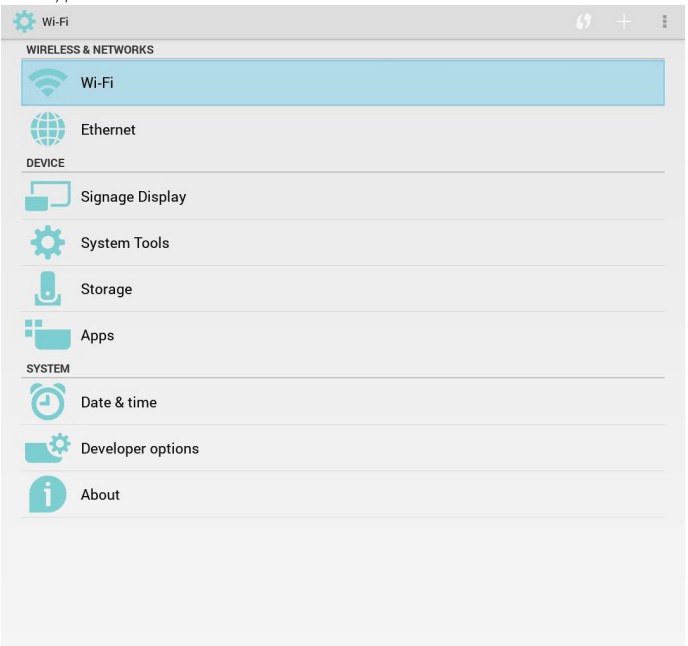 Wi-Fi
WIRELESS & NETWORKS
Wi-Fi
Ethernet
DEVICE
Signage Display
System Tools
Storage
Apps
SYSTEM
Date & time
Developer options
About